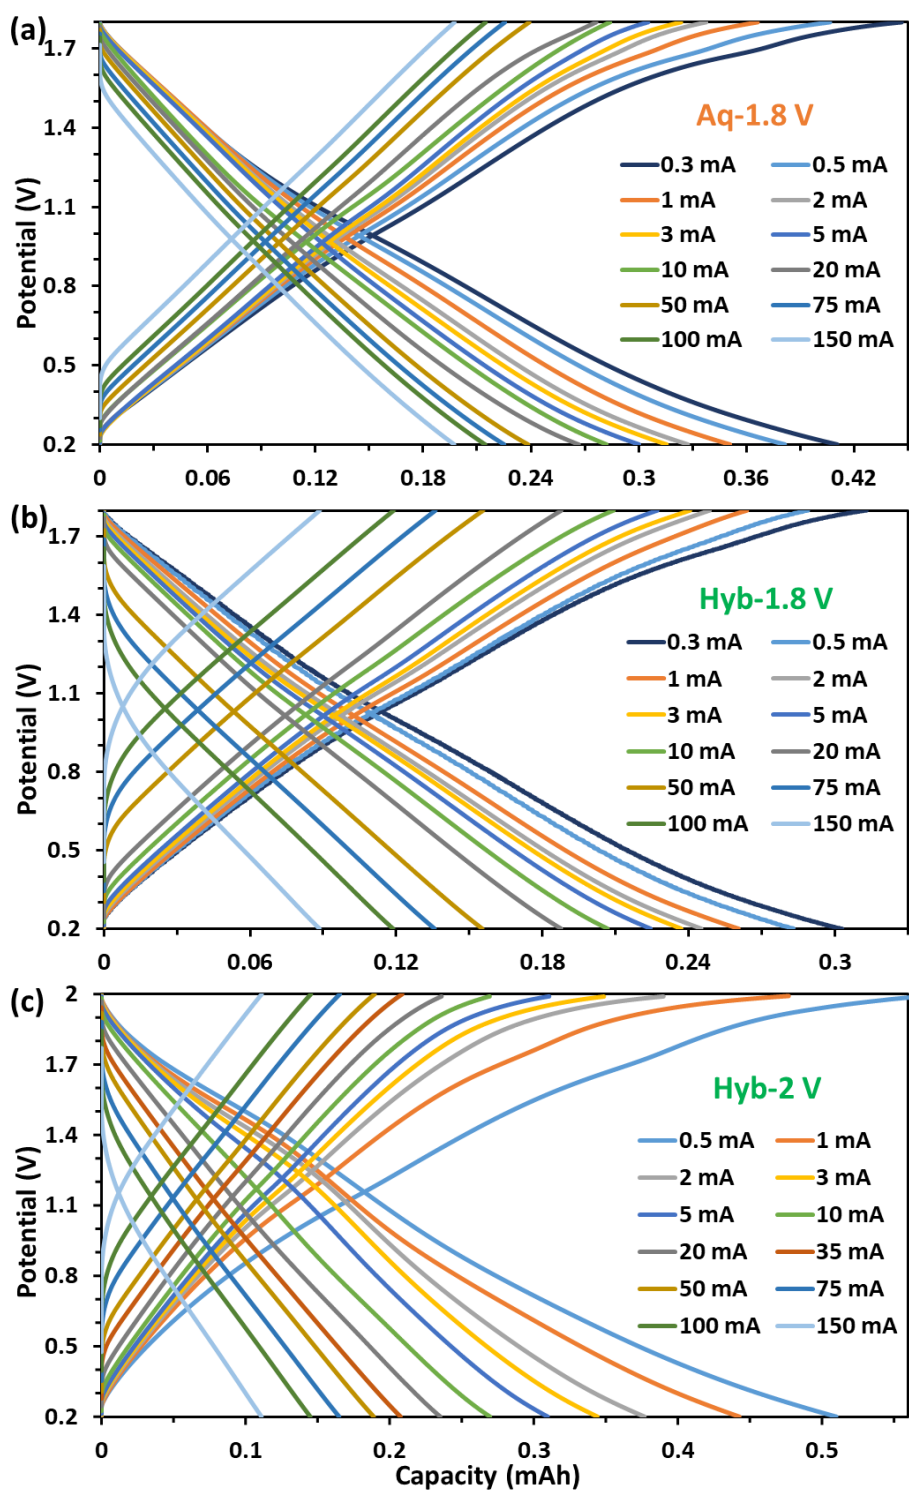 (a)
1.7
1.4
1.1
0.8
0.5
0.2
Potential (V)
Aq-1.8 V
0.3 mA 0.5 mA
1 mA 2 mA
3 mA 5 mA
10 mA 20 mA
50 mA 75 mA
100 mA 150 mA
0 0.06 0.12 0.18 0.24 0.3 0.36 0.42
(b)
1.7
1.4
1.1
0.8
0.5
0.2
Potential (V)
Hyb-1.8 V
0.3 mA 0.5 mA
1 mA 2 mA
3 mA 5 mA
10 mA 20 mA
50 mA 75 mA
100 mA 150 mA
0 0.06 0.12 0.18 0.24 0.3
(c)
2
1.7
1.4
1.1
0.8
0.5
0.2
Potential (V)
Hyb-2 V
0.5 mA 1 mA
2 mA 3 mA
5 mA 10 mA
20 mA 35 mA
50 mA 75 mA
100 mA 150 mA
0 0.1 0.2 0.3 0.4 0.5
Capacity (mAh)